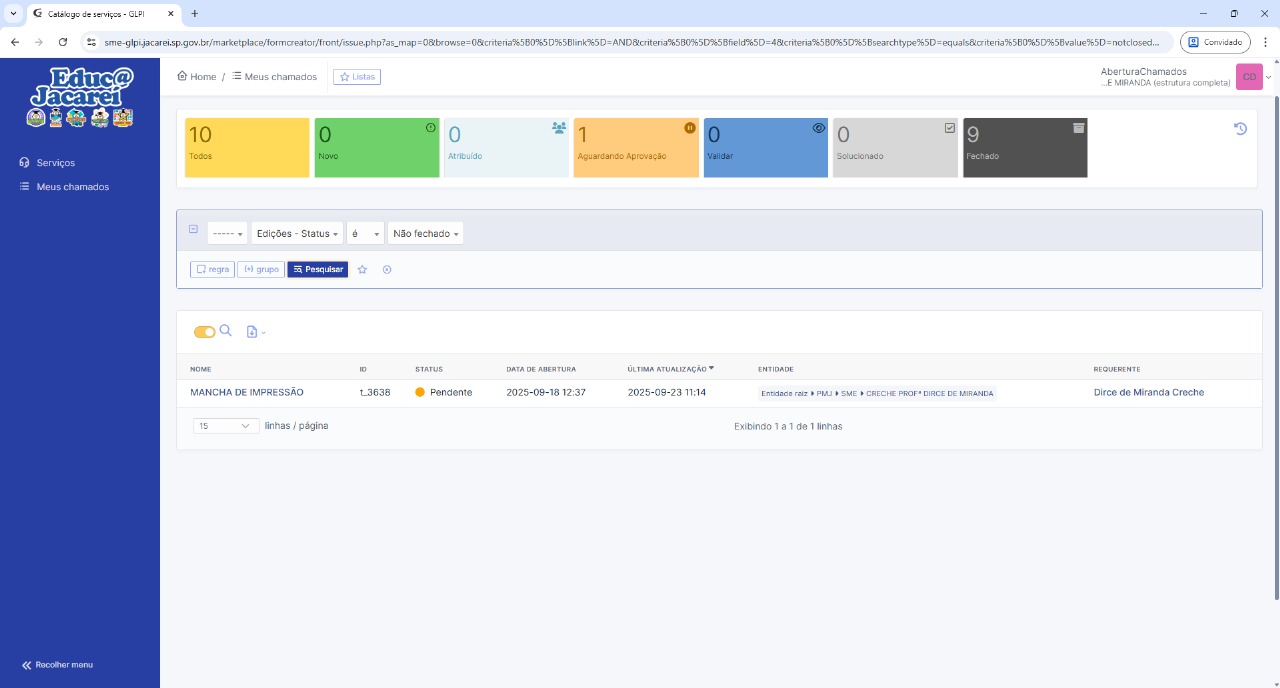 Catálogo de serviços - GLPI
sme-glpi.jacarei.sp.gov.br/marketplace/formcreator/front/issue.php?as_map=0&browse=0&criteria%5B0%5D%5Blink%5D=AND&criteria%5B0%5D%5Bfield%5D=4&criteria%5B0%5D%5Bsearchtype%5D=equals&criteria%5B0%5D%5Bvalue%5D=notclosed...
Convidado
Educ@
Jacareí
Home / Meus chamados
Listas
AberturaChamados
...E MIRANDA (estrutura completa)
CD
Serviços
Meus chamados
10
Todos
0
Novo
0
Atribuído
1
Aguardando Aprovação
0
Validar
0
Solucionado
9
Fechado
-----
Edições - Status
é
Não fechado
regra
(+) grupo
Pesquisar
NOME ID STATUS DATA DE ABERTURA ÚLTIMA ATUALIZAÇÃO ENTIDADE REQUERENTE
MANCHA DE IMPRESSÃO t_3638 Pendente 2025-09-18 12:37 2025-09-23 11:14 Entidade raiz PMJ SME CRECHE PROFª DIRCE DE MIRANDA Dirce de Miranda Creche
15 linhas / página
Exibindo 1 a 1 de 1 linhas
Recolher menu